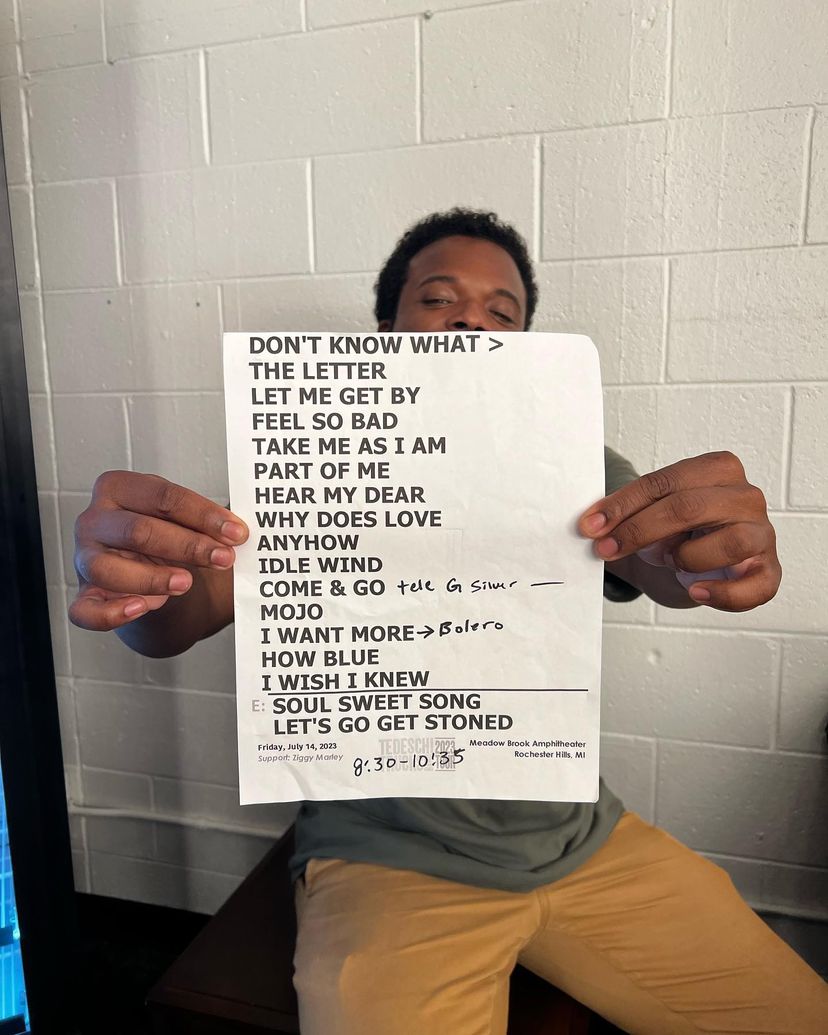 DON'T KNOW WHAT >
THE LETTER
LET ME GET BY
FEEL SO BAD
TAKE ME AS I AM
PART OF ME
HEAR MY DEAR
WHY DOES LOVE
ANYHOW
IDLE WIND
COME & GO tele G Silver —
MOJO
I WANT MORE → Bolero
HOW BLUE
I WISH I KNEW
E: SOUL SWEET SONG
LET'S GO GET STONED
Friday, July 14, 2023
Support: Ziggy Marley
TEDESCHI 2023
8:30-10:35
Meadow Brook Amphitheater
Rochester Hills, MI